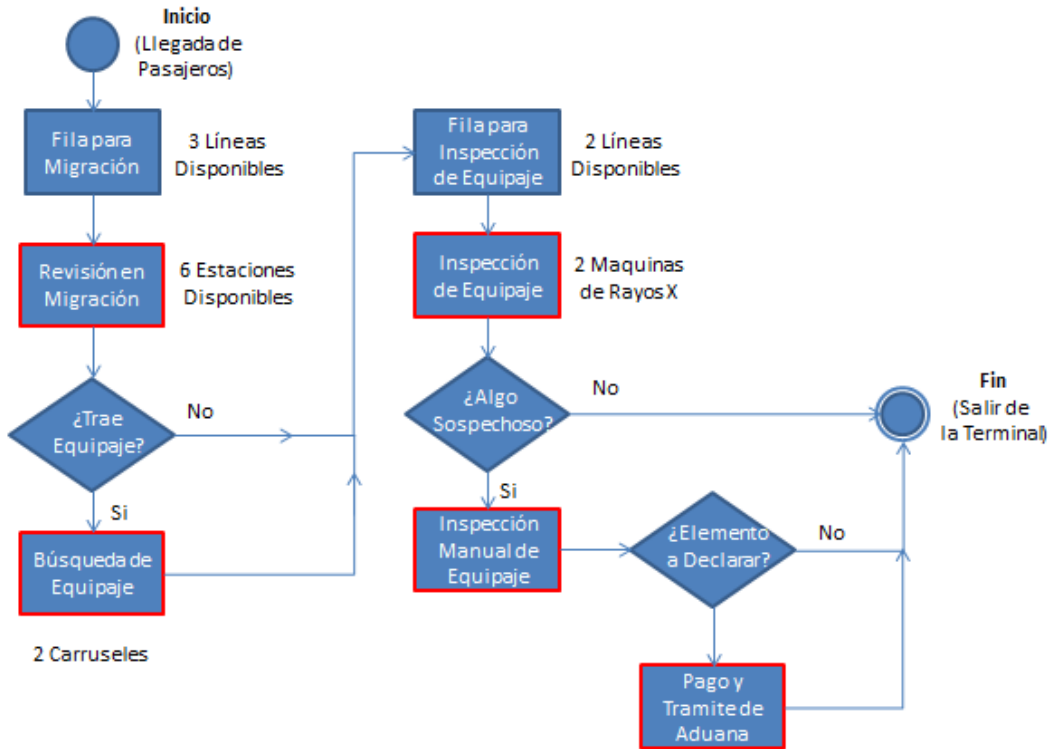 Inicio
(Llegada de
Pasajeros)
Fila para
Migración
3 Líneas
Disponibles
Revisión en
Migración
6 Estaciones
Disponibles
¿Trae
Equipaje?
No
Si
Búsqueda de
Equipaje
2 Carruseles
Fila para
Inspección
de Equipaje
2 Líneas
Disponibles
Inspección
de Equipaje
2 Maquinas
de Rayos X
¿Algo
Sospechoso?
No
Si
Inspección
Manual de
Equipaje
¿Elemento
a Declarar?
No
Pago y
Tramite de
Aduana
Fin
(Salir de
la Terminal)